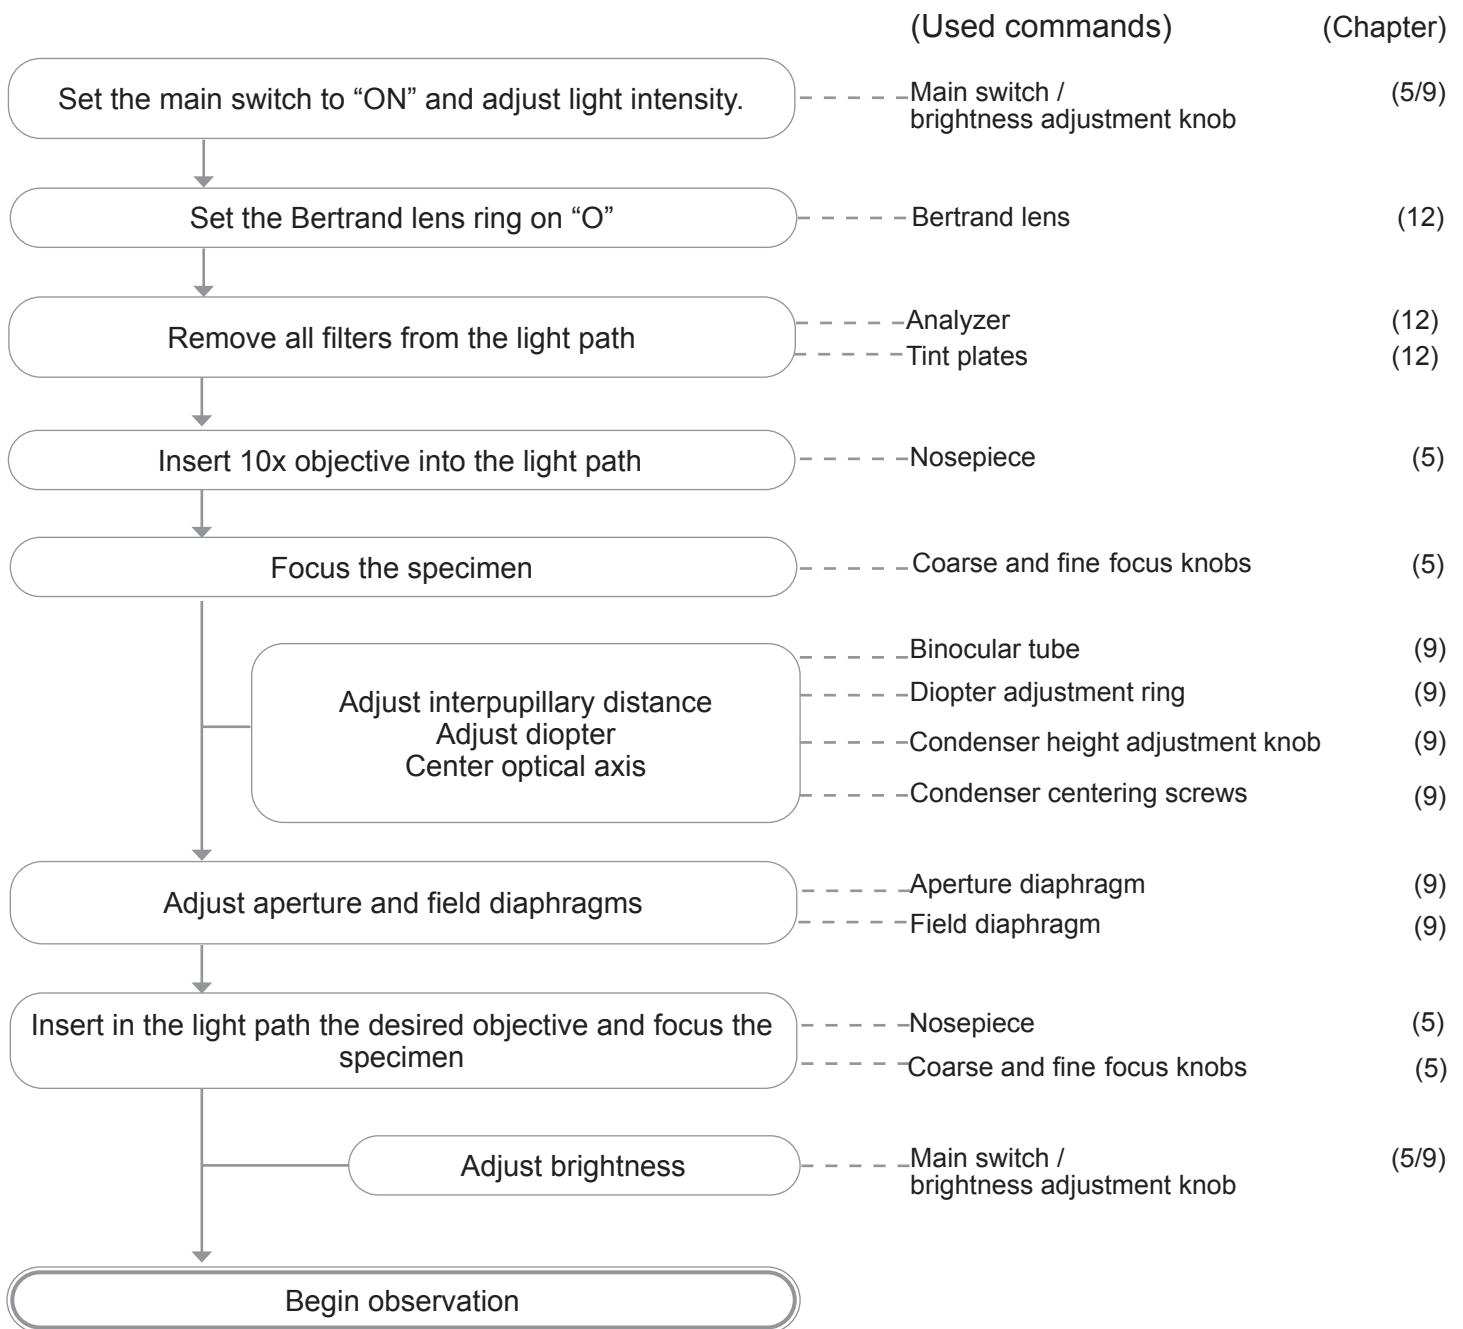 (Used commands) (Chapter)
Set the main switch to “ON” and adjust light intensity. Main switch / (5/9)
brightness adjustment knob
Set the Bertrand lens ring on “O” Bertrand lens (12)
Analyzer (12)
Remove all filters from the light path
Tint plates (12)
Insert 10x objective into the light path Nosepiece (5)
Focus the specimen Coarse and fine focus knobs (5)
Binocular tube (9)
Adjust interpupillary distance Diopter adjustment ring (9)
Adjust diopter Condenser height adjustment knob (9)
Center optical axis
Condenser centering screws (9)
Aperture diaphragm (9)
Adjust aperture and field diaphragms
Field diaphragm (9)
Insert in the light path the desired objective and focus the Nosepiece (5)
specimen Coarse and fine focus knobs (5)
Adjust brightness Main switch / (5/9)
brightness adjustment knob
Begin observation